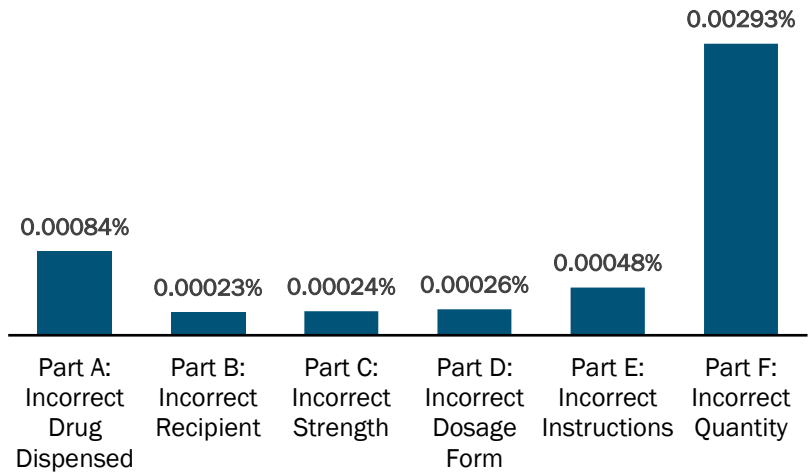 0.00293%
0.00084%
0.00023%
0.00024%
0.00026%
0.00048%
Part A:
Incorrect
Drug
Dispensed
Part B:
Incorrect
Recipient
Part C:
Incorrect
Strength
Part D:
Incorrect
Dosage
Form
Part E:
Incorrect
Instructions
Part F:
Incorrect
Quantity